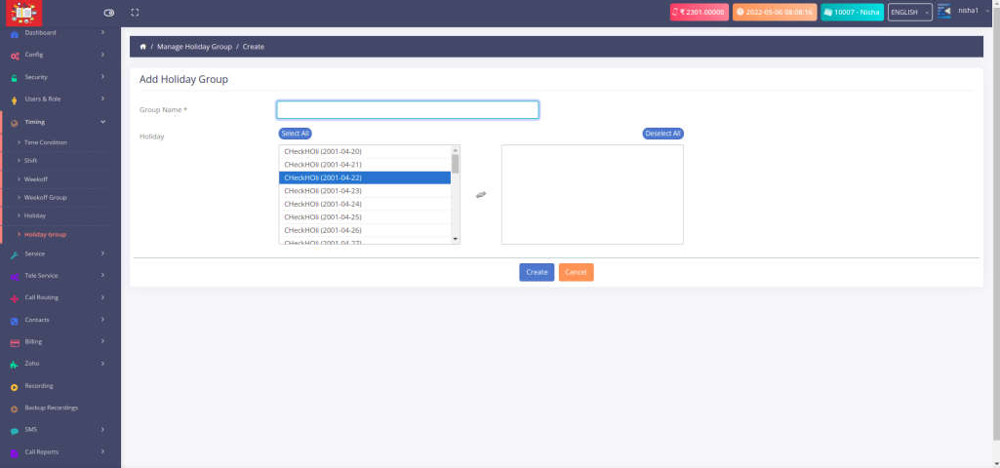 ₹ 2301.00000
2022-05-06 08:08:16
10007 - Nisha
ENGLISH
nisha1
Dashboard
Config
Security
Users & Role
Timing
Time Condition
Shift
Weekoff
Weekoff Group
Holiday
Holiday Group
Service
Tele Service
Call Routing
Contacts
Billing
Zoho
Recording
Backup Recordings
SMS
Call Reports
/ Manage Holiday Group / Create
Add Holiday Group
Group Name *
Holiday
Select All
Deselect All
CHeckHOli (2001-04-20)
CHeckHOli (2001-04-21)
CHeckHOli (2001-04-22)
CHeckHOli (2001-04-23)
CHeckHOli (2001-04-24)
CHeckHOli (2001-04-25)
CHeckHOli (2001-04-26)
CHeckHOli (2001-04-27)
Create
Cancel